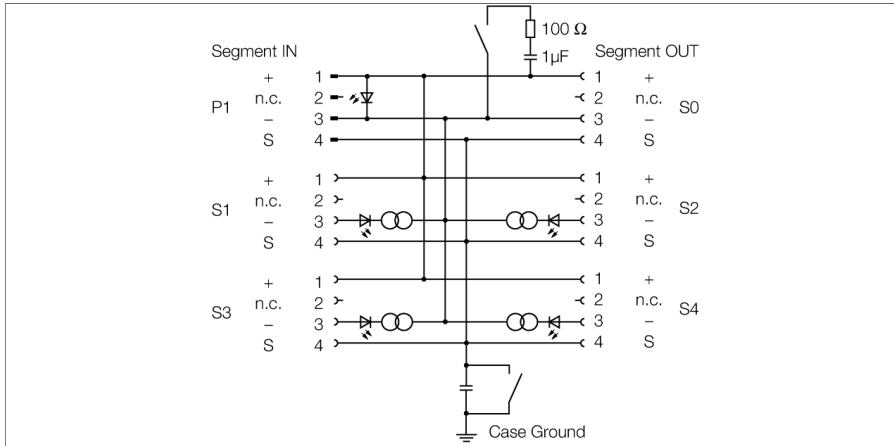 100 Ω
Segment IN 1µF Segment OUT
+ 1 1 +
n.c. 2 2 n.c.
P1 S0
– 3 3 –
S 4 4 S
+ 1 1 +
n.c. 2 2 n.c.
S1 S2
– 3 3 –
S 4 4 S
+ 1 1 +
n.c. 2 2 n.c.
S3 S4
– 3 3 –
S 4 4 S
Case Ground